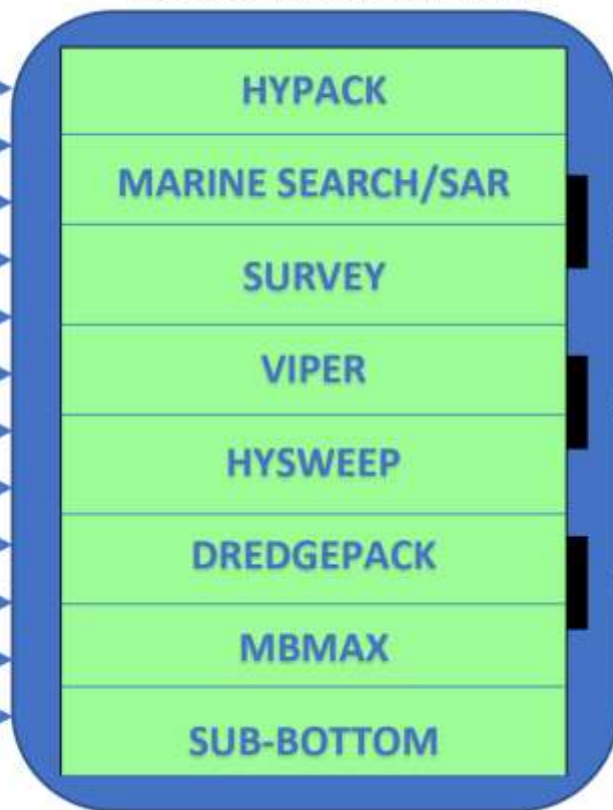 HYPACK
MARINE SEARCH/SAR
SURVEY
VIPER
HYSWEEP
DREDGEPACK
MBMAX
SUB-BOTTOM